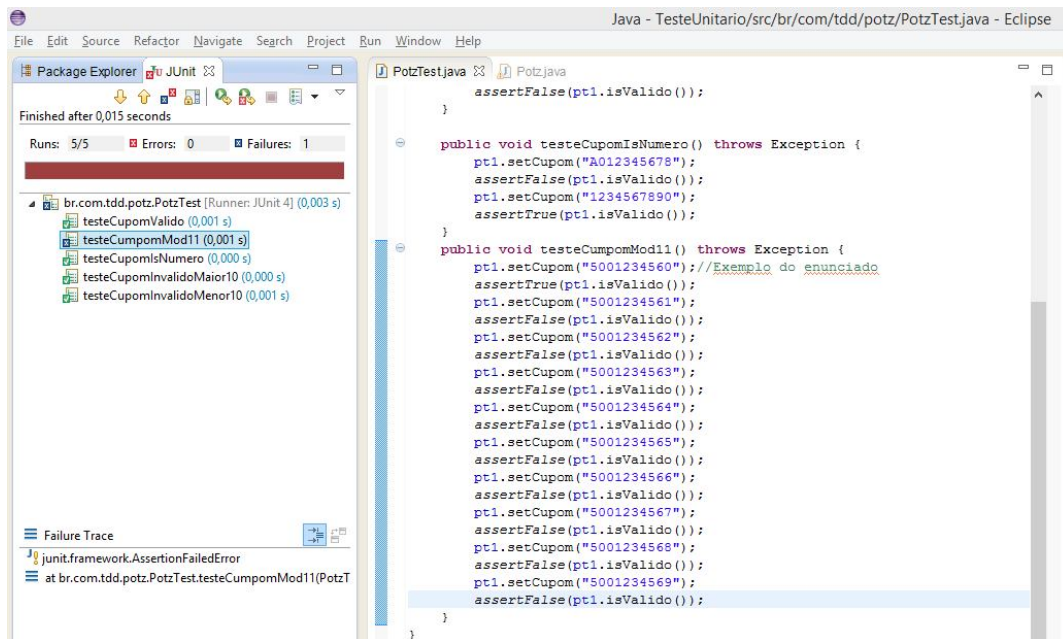 Java - TesteUnitario/src/br/com/tdd/potz/PotzTest.java - Eclipse
File Edit Source Refactor Navigate Search Project Run Window Help
Package Explorer JUnit
Finished after 0,015 seconds
Runs: 5/5 Errors: 0 Failures: 1
br.com.tdd.potz.PotzTest [Runner: JUnit 4] (0,003 s)
testeCupomValido (0,001 s)
testeCumpomMod11 (0,001 s)
testeCupomIsNumero (0,000 s)
testeCupomInvalidoMaior10 (0,000 s)
testeCupomInvalidoMenor10 (0,001 s)
Failure Trace
junit.framework.AssertionFailedError
at br.com.tdd.potz.PotzTest.testeCumpomMod11(PotzT
PotzTest.java Potz.java
assertFalse(pt1.isValido());
}
public void testeCupomIsNumero() throws Exception {
pt1.setCupom("A012345678");
assertFalse(pt1.isValido());
pt1.setCupom("1234567890");
assertTrue(pt1.isValido());
}
public void testeCumpomMod11() throws Exception {
pt1.setCupom("5001234560");//Exemplo do enunciado
assertTrue(pt1.isValido());
pt1.setCupom("5001234561");
assertFalse(pt1.isValido());
pt1.setCupom("5001234562");
assertFalse(pt1.isValido());
pt1.setCupom("5001234563");
assertFalse(pt1.isValido());
pt1.setCupom("5001234564");
assertFalse(pt1.isValido());
pt1.setCupom("5001234565");
assertFalse(pt1.isValido());
pt1.setCupom("5001234566");
assertFalse(pt1.isValido());
pt1.setCupom("5001234567");
assertFalse(pt1.isValido());
pt1.setCupom("5001234568");
assertFalse(pt1.isValido());
pt1.setCupom("5001234569");
assertFalse(pt1.isValido());
}
}